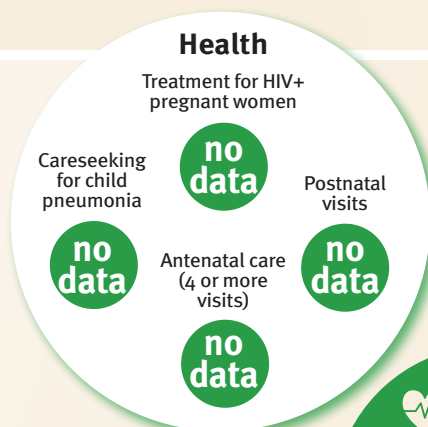 Health
Treatment for HIV+
pregnant women
no
data
Careseeking
for child
pneumonia
no
data
Postnatal
visits
no
data
Antenatal care
(4 or more
visits)
no
data